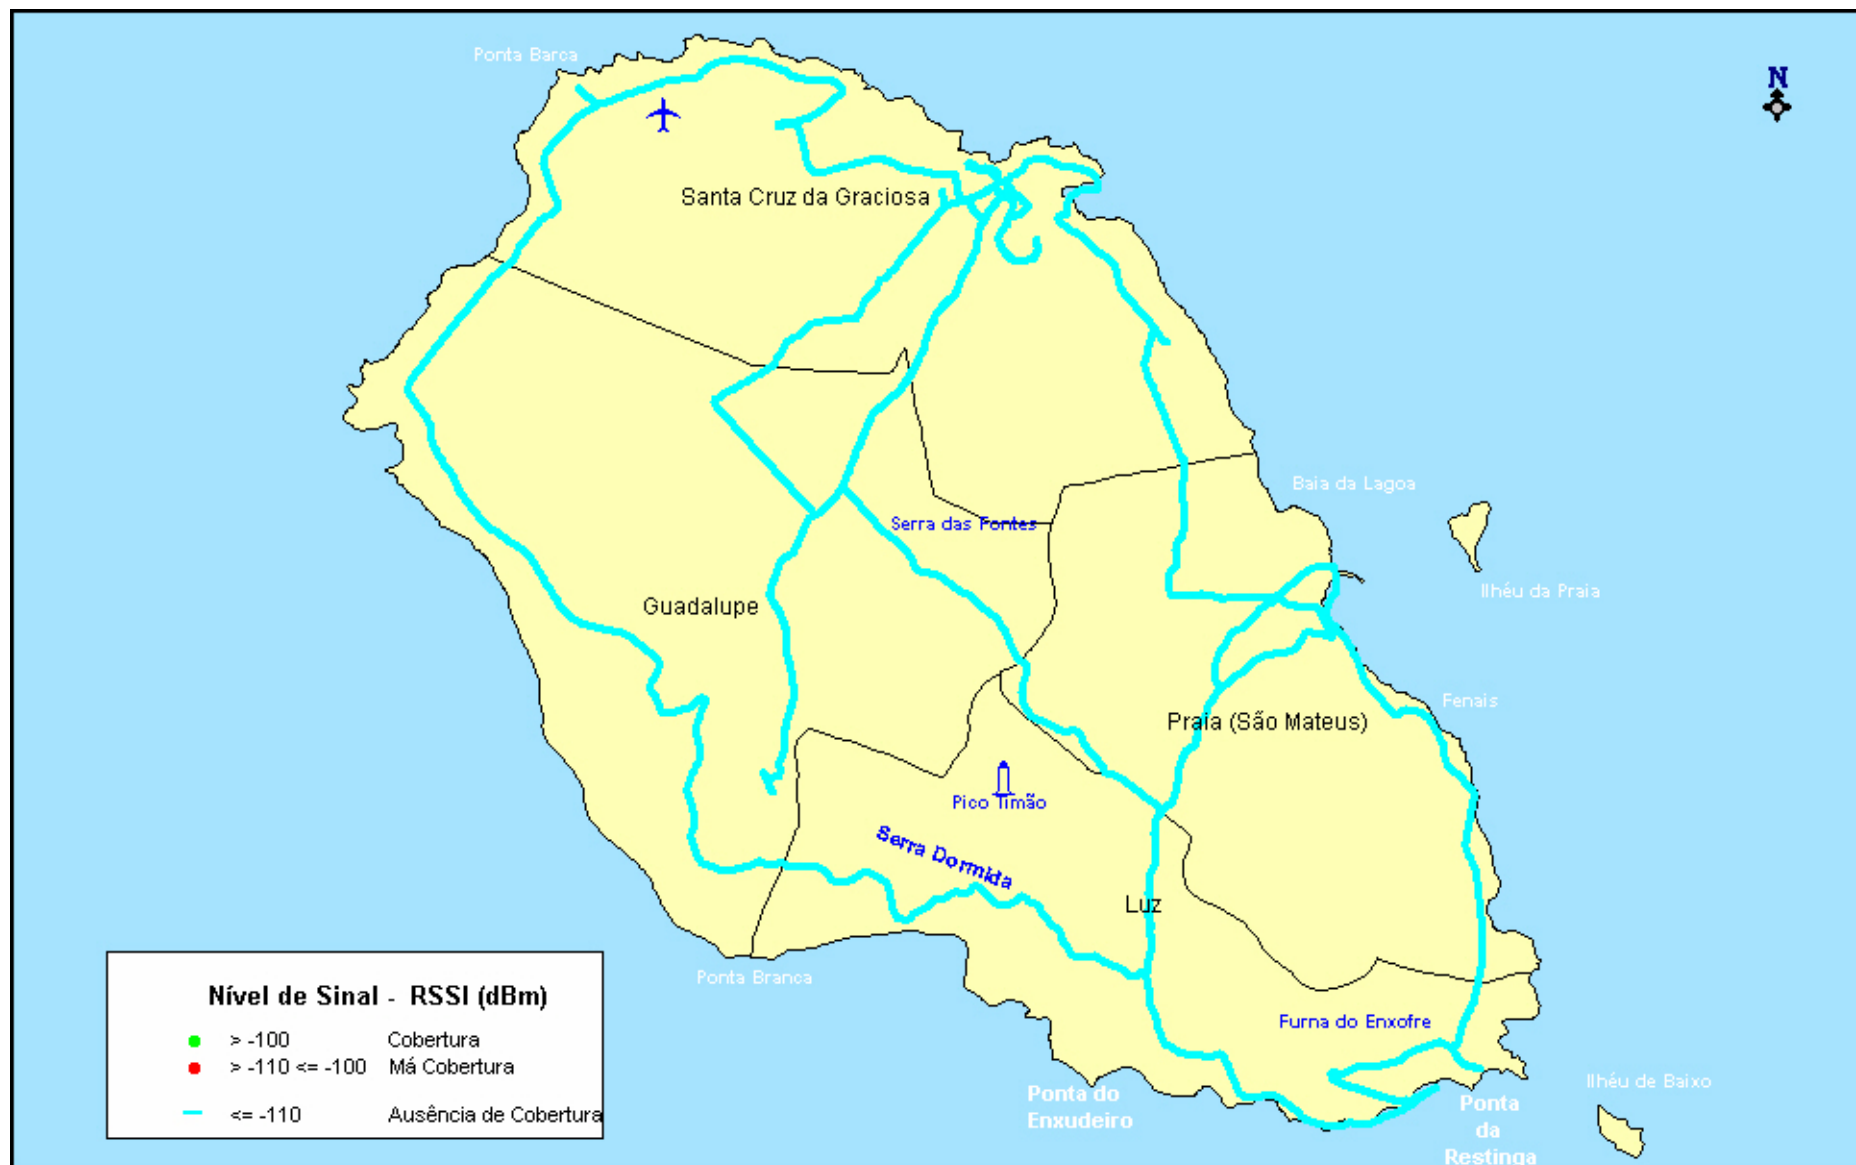 Ponta Barca
N
Santa Cruz da Graciosa
Baia da Lagoa
Serra das Fontes
Ilhéu da Praia
Guadalupe
Fenais
Praia (São Mateus)
Pico Timão
Serra Dormida
Luz
Ponta Branca
Furna do Enxofre
Ilhéu de Baixo
Ponta do
Enxudeiro
Ponta
da
Restinga
Nível de Sinal - RSSI (dBm)
> -100 Cobertura
> -110 <= -100 Má Cobertura
<= -110 Ausência de Cobertura